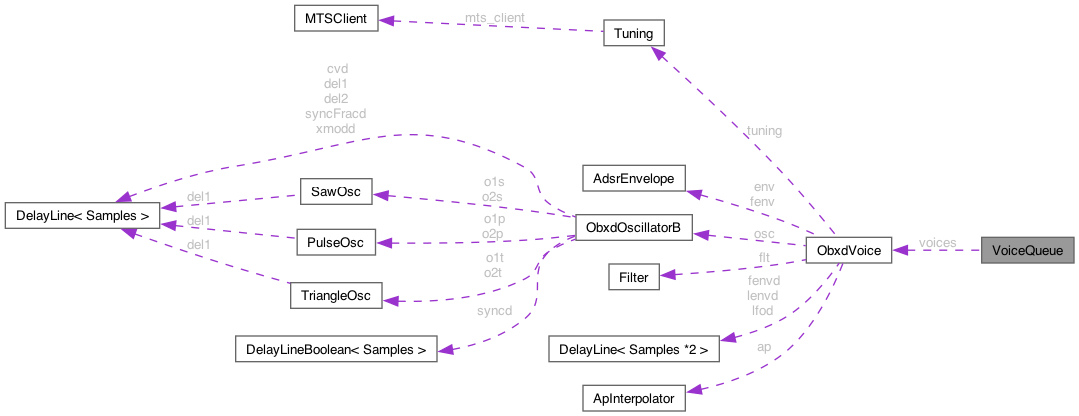 MTSClient
mts_client
Tuning
cvd
del1
del2
syncFracd
xmodd
tuning
AdsrEnvelope
env
fenv
SawOsc
o1s
o2s
del1
DelayLine< Samples >
ObxdOscillatorB
o1p
o2p
del1
PulseOsc
osc
ObxdVoice
voices
VoiceQueue
del1
o1t
o2t
flt
Filter
TriangleOsc
fenvd
lenvd
lfod
syncd
DelayLineBoolean< Samples >
DelayLine< Samples *2 >
ap
ApInterpolator